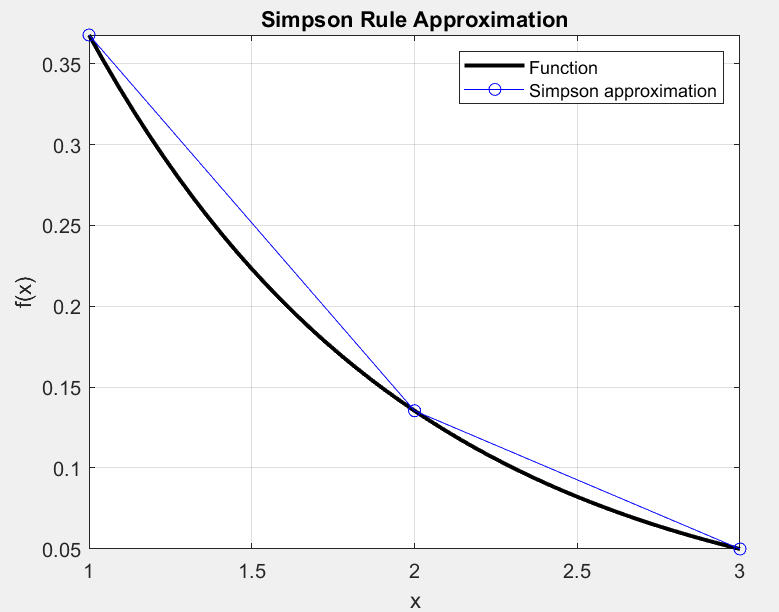 Simpson Rule Approximation
Function
Simpson approximation
0.35
0.3
0.25
0.2
0.15
0.1
0.05
f(x)
1
1.5
2
2.5
3
x